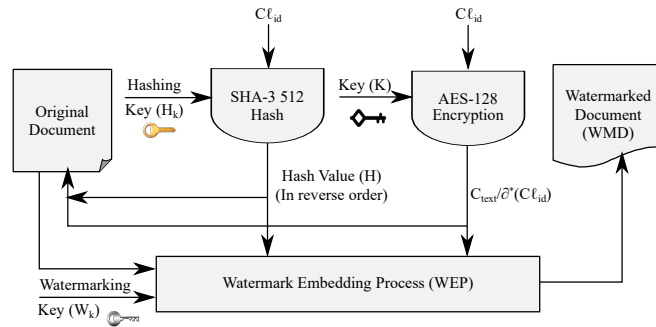 Cℓid
Cℓid
Original
Document
Hashing
Key (Hk)
SHA-3 512
Hash
Key (K)
AES-128
Encryption
Watermarked
Document
(WMD)
Hash Value (H)
(In reverse order)
Ctext/∂*(Cℓid)
Watermarking
Key (Wk)
Watermark Embedding Process (WEP)